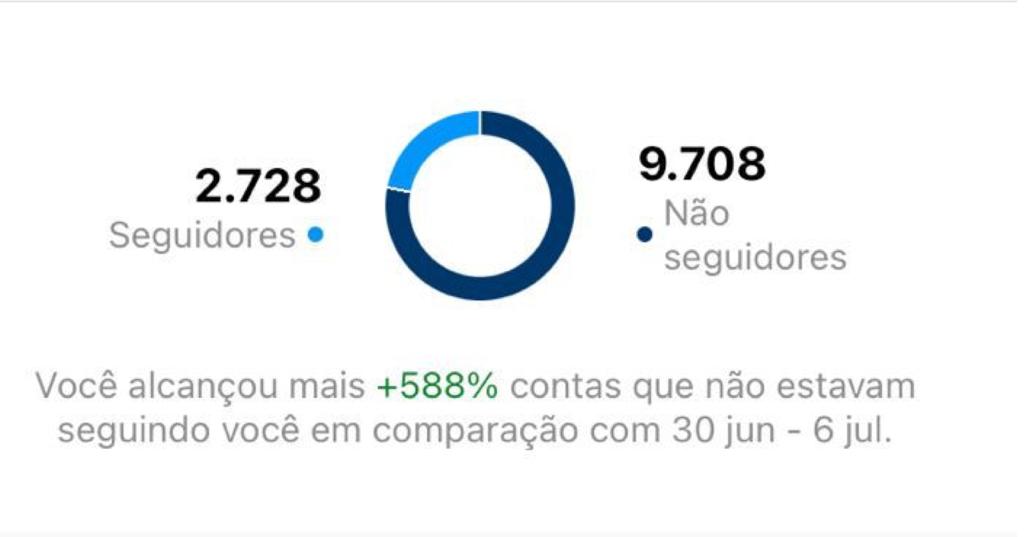 2.728
Seguidores
9.708
Não
seguidores
Você alcançou mais +588% contas que não estavam
seguindo você em comparação com 30 jun - 6 jul.